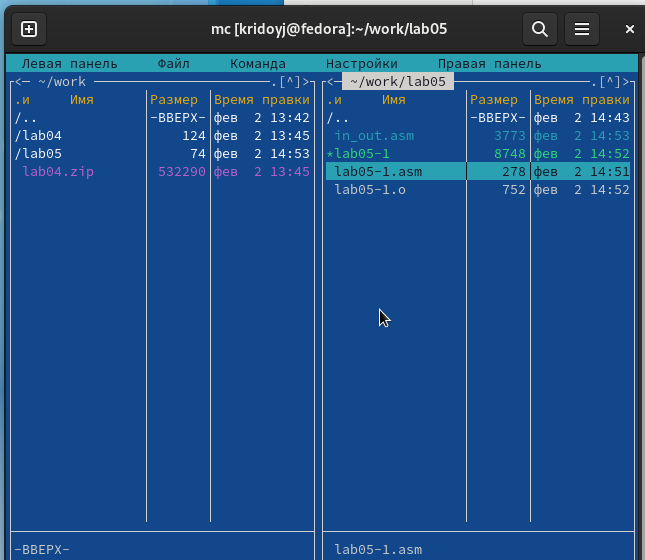 mc [kridoyj@fedora]:~/work/lab05
Левая панель Файл Команда Настройки Правая панель
<— ~/work .[^]>
.и Имя Размер Время правки
/.. -ВВЕРХ- фев 2 13:42
/lab04 124 фев 2 13:45
/lab05 74 фев 2 14:53
lab04.zip 532290 фев 2 13:45
-ВВЕРХ-
<— ~/work/lab05 .[^]>
.и Имя Размер Время правки
/.. -ВВЕРХ- фев 2 14:43
in_out.asm 3773 фев 2 14:53
*lab05-1 8748 фев 2 14:52
lab05-1.asm 278 фев 2 14:51
lab05-1.o 752 фев 2 14:52
lab05-1.asm